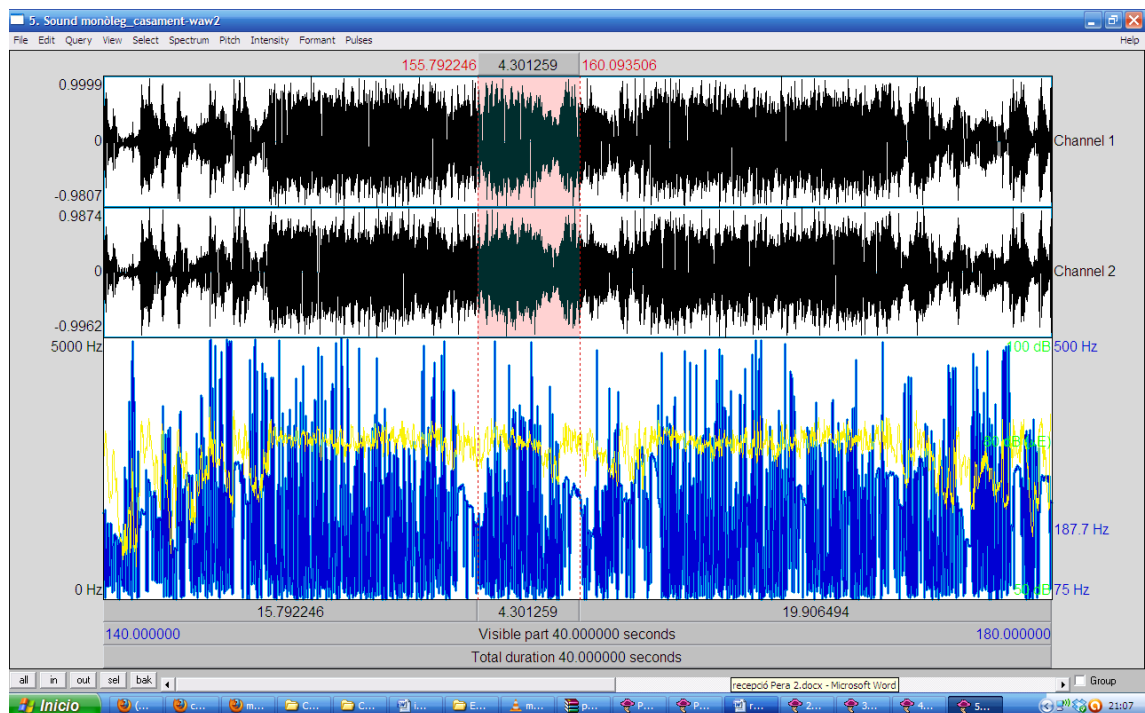 5. Sound monòleg_casament-waw2
File Edit Query View Select Spectrum Pitch Intensity Formant Pulses Help
155.792246 4.301259 160.093506
0.9999
0 Channel 1
-0.9807
0.9874
0 Channel 2
-0.9962
5000 Hz 100 dB 500 Hz
187.7 Hz
0 Hz 50 dB 75 Hz
15.792246 4.301259 19.906494
140.000000 Visible part 40.000000 seconds 180.000000
Total duration 40.000000 seconds
all in out sel bak Group
recepció Pera 2.docx - Microsoft Word
Inicio (... c... m... C... C... i... E... m... p... P... P... r... 2... 3... 4... 5... 21:07